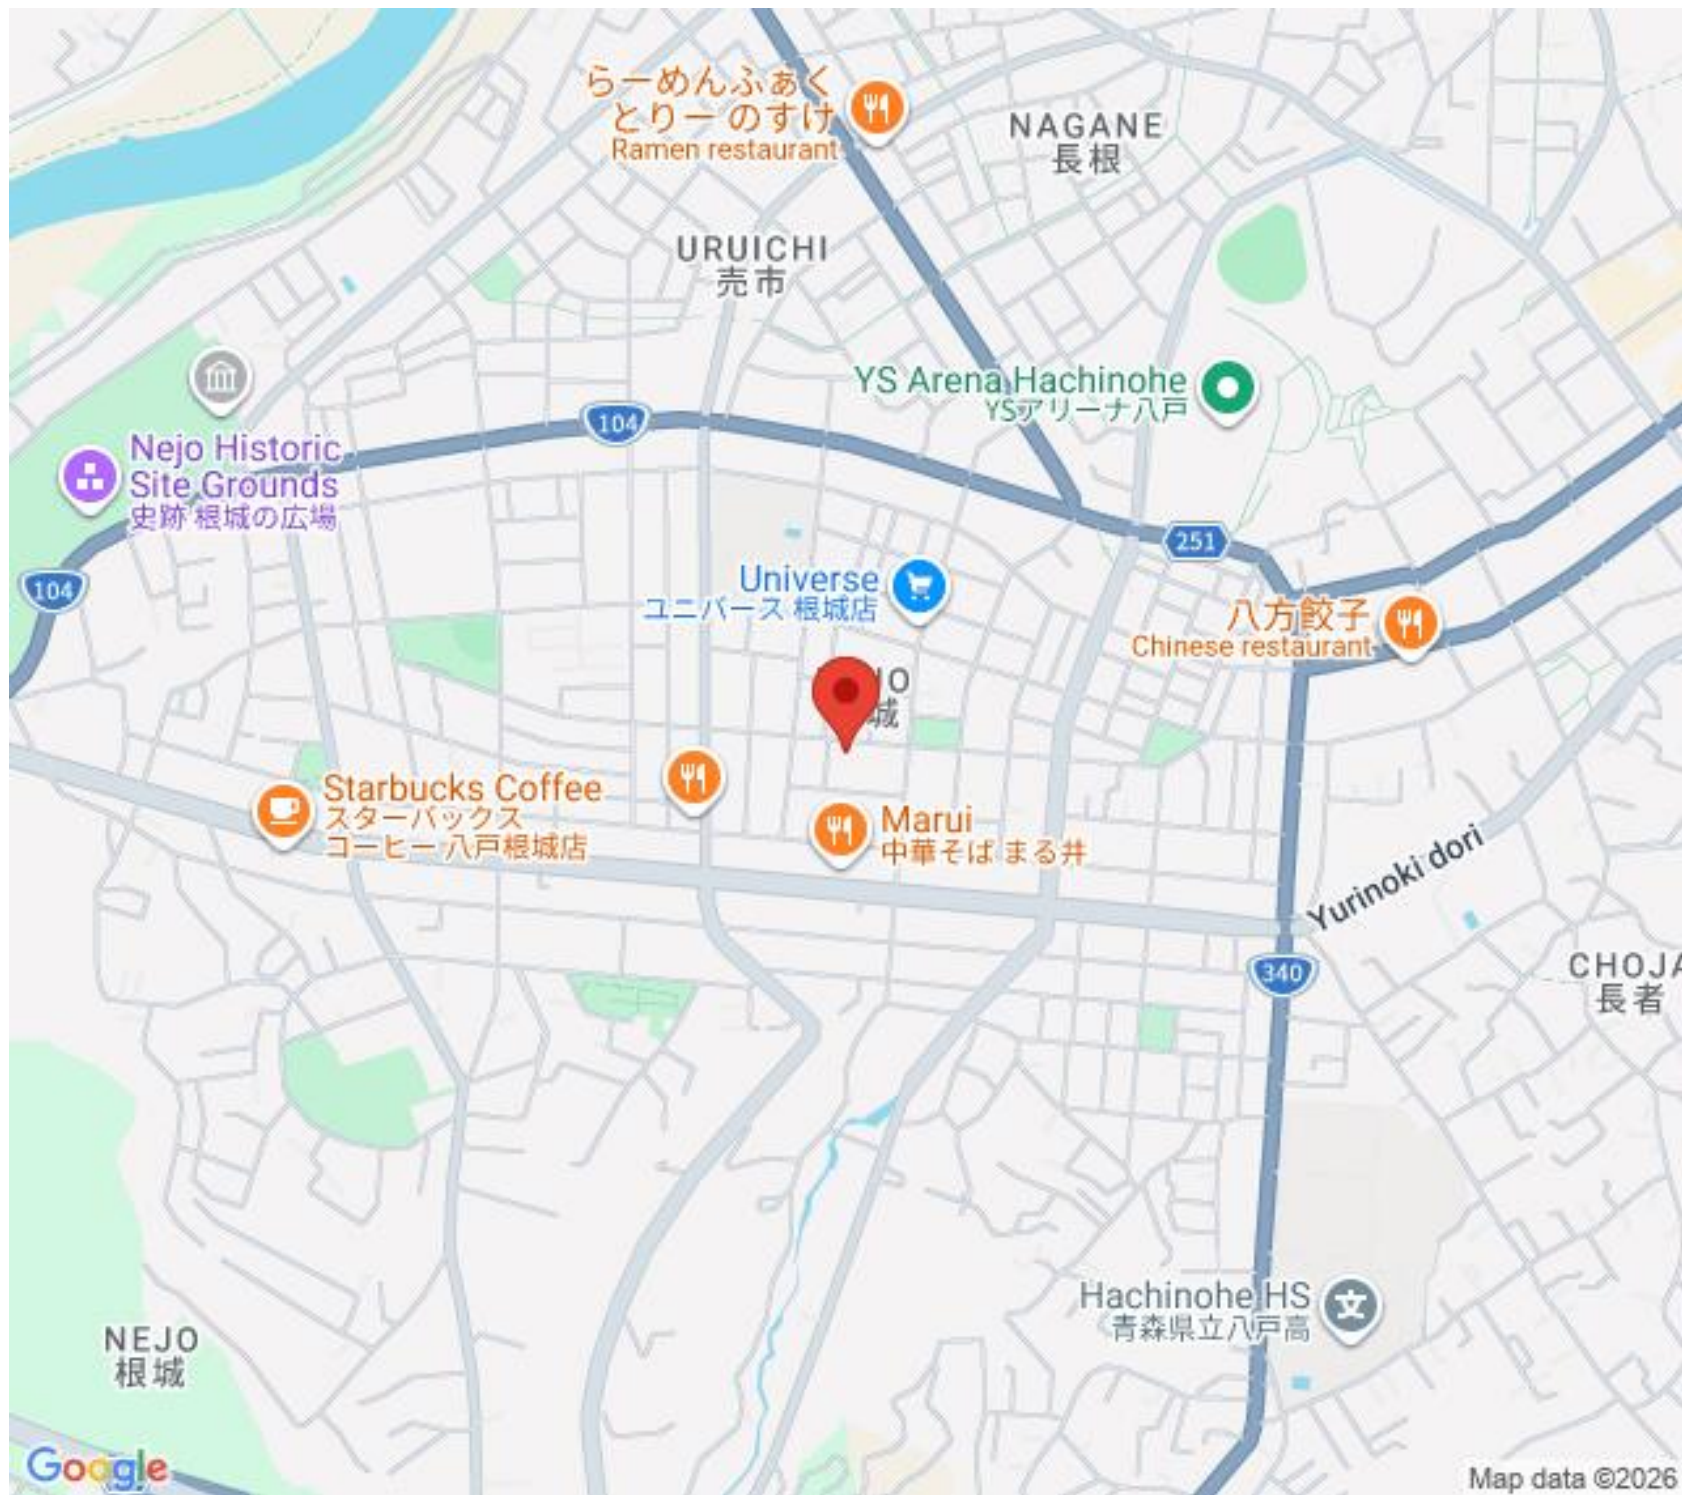 らーめんふぁく
とりー のすけ
Ramen restaurant
NAGANE
長根
URUICHI
売市
YS Arena Hachinohe
YSアリーナ八戸
104
Nejo Historic
Site Grounds
史跡 根城の広場
251
104
Universe
ユニバース 根城店
八方餃子
Chinese restaurant
JO
城
Starbucks Coffee
スターバックス
コーヒー 八戸根城店
Marui
中華そば まる井
Yurinoki dori
340
CHOJA
長者
Hachinohe HS
青森県立八戸高
NEJO
根城
Google
Map data ©2026